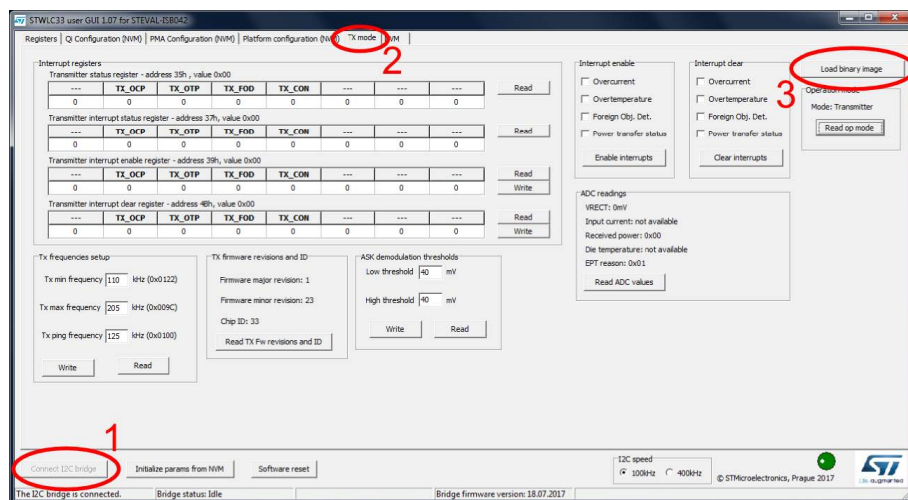 STWLC33 user GUI 1.07 for STEVAL-ISB042
Registers Qi Configuration (NVM) PMA Configuration (NVM) Platform configuration (NVM) TX mode NVM
2
Interrupt registers
Transmitter status register - address 35h , value 0x00
--- TX_OCP TX_OTP TX_FOD TX_CON --- --- --- Read
0 0 0 0 0 0 0 0
Transmitter interrupt status register - address 37h, value 0x00
--- TX_OCP TX_OTP TX_FOD TX_CON --- --- --- Read
0 0 0 0 0 0 0 0
Transmitter interrupt enable register - address 39h, value 0x00
--- TX_OCP TX_OTP TX_FOD TX_CON --- --- --- Read
0 0 0 0 0 0 0 0 Write
Transmitter interrupt clear register - address 4Bh, value 0x00
--- TX_OCP TX_OTP TX_FOD TX_CON --- --- --- Read
0 0 0 0 0 0 0 0 Write
Interrupt enable
Overcurrent
Overtemperature
Foreign Obj. Det.
Power transfer status
Enable interrupts
Interrupt clear
Overcurrent
Overtemperature
Foreign Obj. Det.
Power transfer status
Clear interrupts
3
Load binary image
Operation mode
Mode: Transmitter
Read op mode
ADC readings
VRECT: 0mV
Input current: not available
Received power: 0x00
Die temperature: not available
EPT reason: 0x01
Read ADC values
Tx frequencies setup
Tx min frequency 110 kHz (0x0122)
Tx max frequency 205 kHz (0x009C)
Tx ping frequency 125 kHz (0x0100)
Write Read
TX firmware revisions and ID
Firmware major revision: 1
Firmware minor revision: 23
Chip ID: 33
Read TX Fw revisions and ID
ASK demodulation thresholds
Low threshold 40 mV
High threshold 40 mV
Write Read
1
Connect I2C bridge Initialize params from NVM Software reset
I2C speed
100kHz 400kHz
© STMicroelectronics, Prague 2017
ST
life.augmented
The I2C bridge is connected. Bridge status: Idle Bridge firmware version: 18.07.2017